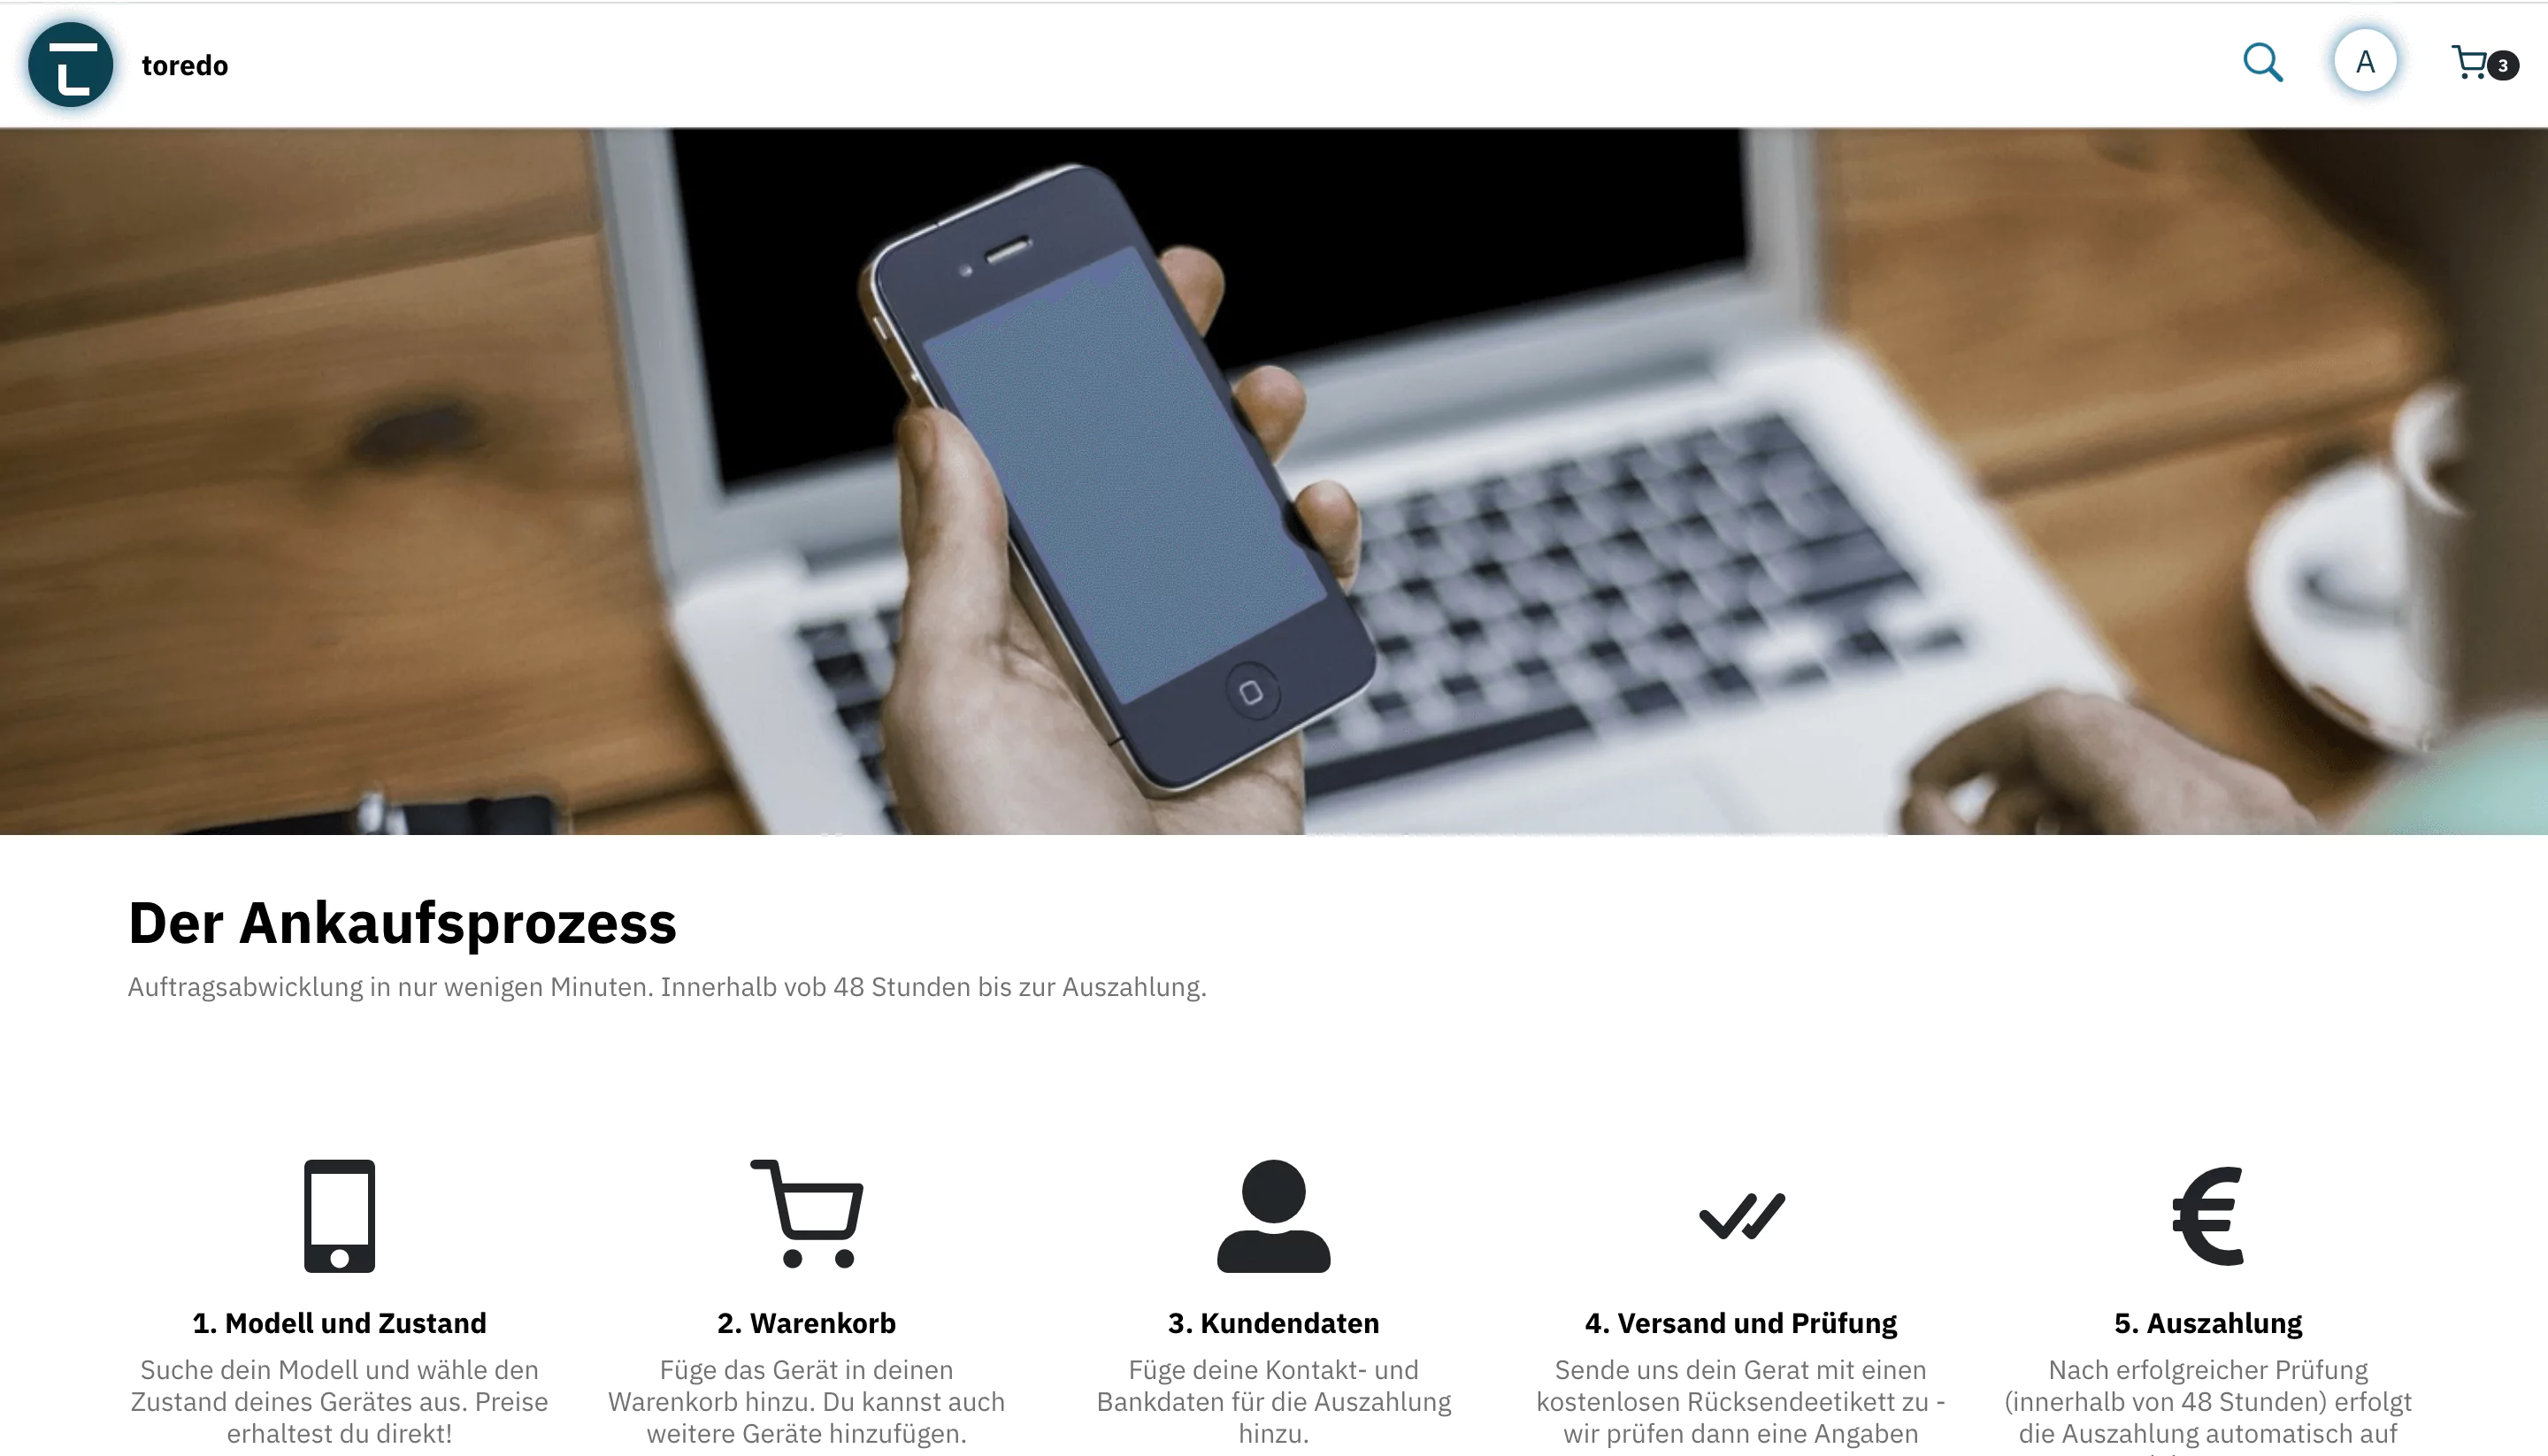 toredo
A
3
Der Ankaufsprozess
Auftragsabwicklung in nur wenigen Minuten. Innerhalb vob 48 Stunden bis zur Auszahlung.
1. Modell und Zustand
Suche dein Modell und wähle den
Zustand deines Gerätes aus. Preise
erhaltest du direkt!
2. Warenkorb
Füge das Gerät in deinen
Warenkorb hinzu. Du kannst auch
weitere Geräte hinzufügen.
3. Kundendaten
Füge deine Kontakt- und
Bankdaten für die Auszahlung
hinzu.
4. Versand und Prüfung
Sende uns dein Gerat mit einen
kostenlosen Rücksendeetikett zu -
wir prüfen dann eine Angaben
5. Auszahlung
Nach erfolgreicher Prüfung
(innerhalb von 48 Stunden) erfolgt
die Auszahlung automatisch auf